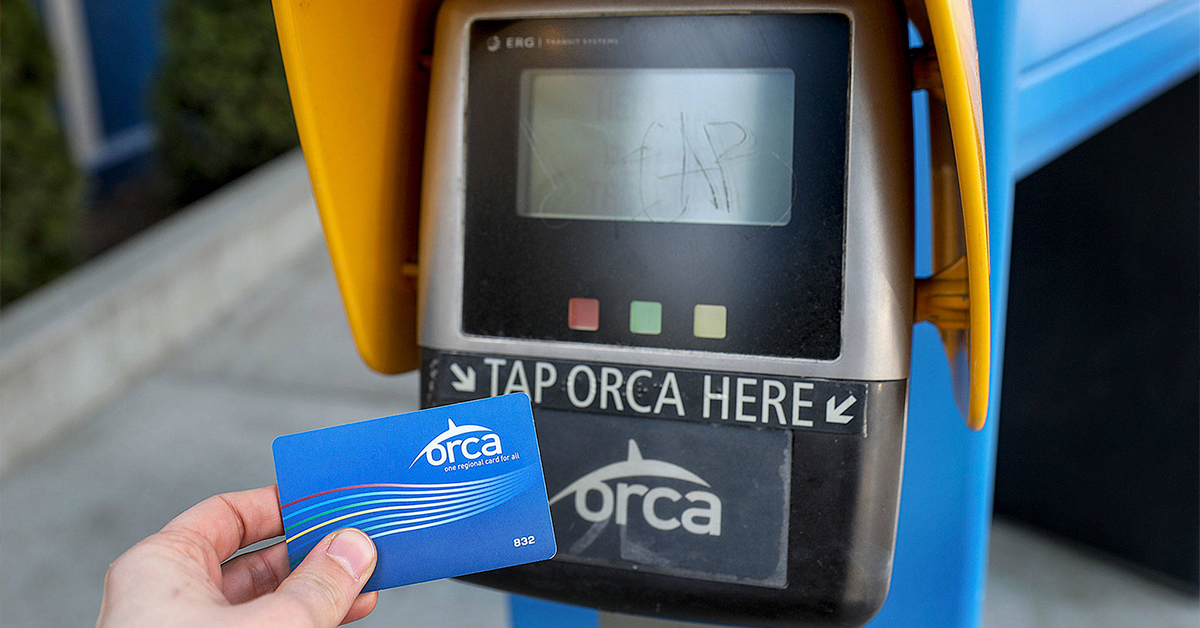 ERG | TRANSIT SYSTEMS
TAP ORCA HERE
orca
orca
one regional card for all
832